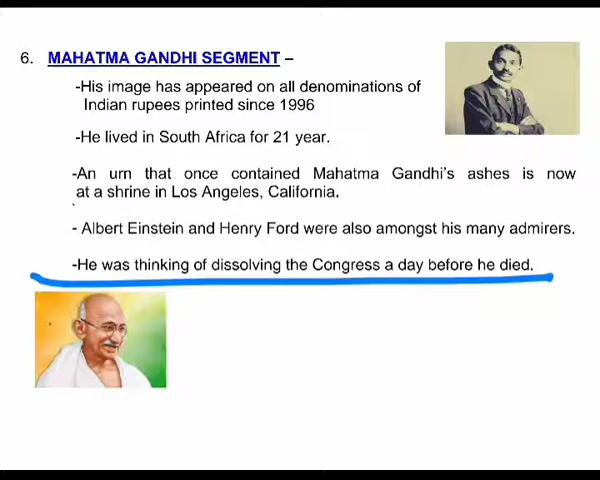 6. MAHATMA GANDHI SEGMENT –
-His image has appeared on all denominations of
Indian rupees printed since 1996
-He lived in South Africa for 21 year.
-An urn that once contained Mahatma Gandhi's ashes is now
at a shrine in Los Angeles, California.
- Albert Einstein and Henry Ford were also amongst his many admirers.
-He was thinking of dissolving the Congress a day before he died.